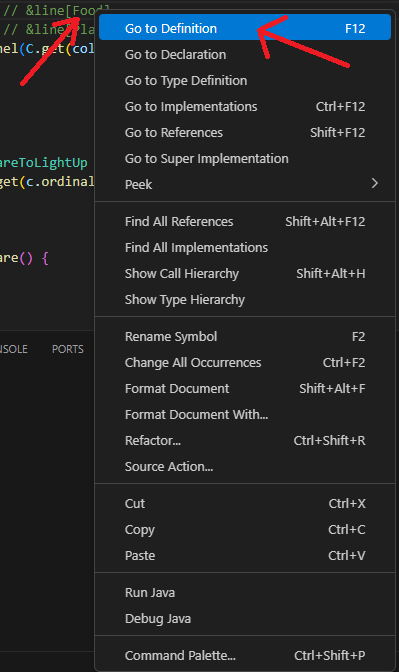 // &line[Food]
Go to Definition F12
// &line[Pla
nel(C.get(col
Go to Declaration
Go to Type Definition
Go to Implementations Ctrl+F12
Go to References Shift+F12
areToLightUp
Go to Super Implementation
get(c.ordinal
Peek
Find All References Shift+Alt+F12
are() {
Find All Implementations
Show Call Hierarchy Shift+Alt+H
Show Type Hierarchy
Rename Symbol F2
NSOLE PORTS
Change All Occurrences Ctrl+F2
Format Document Shift+Alt+F
Format Document With...
Refactor... Ctrl+Shift+R
Source Action...
Cut Ctrl+X
Copy Ctrl+C
Paste Ctrl+V
Run Java
Debug Java
Command Palette... Ctrl+Shift+P